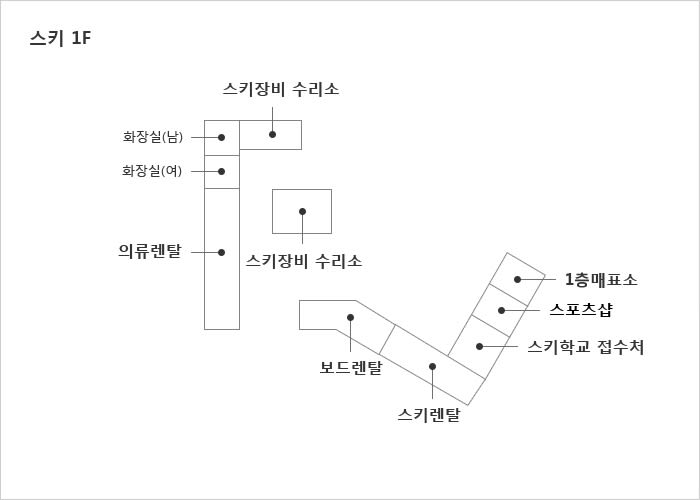 스키 1F
스키장비 수리소
화장실(남)
화장실(여)
의류렌탈
스키장비 수리소
1층매표소
스포츠샵
스키학교 접수처
보드렌탈
스키렌탈